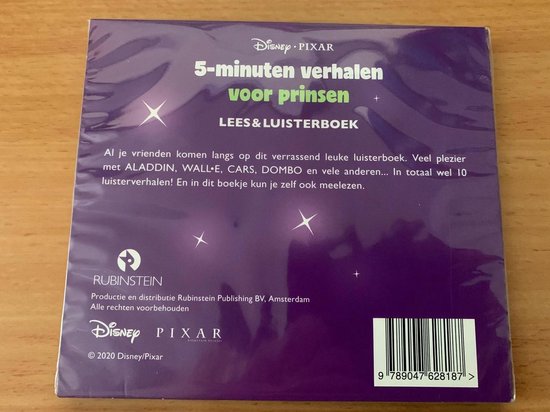 Disney · PIXAR
5-minuten verhalen
voor prinsen
LEES & LUISTERBOEK
Al je vrienden komen langs op dit verrassend leuke luisterboek. Veel plezier
met ALADDIN, WALL•E, CARS, DOMBO en vele anderen... In totaal wel 10
luisterverhalen! En in dit boekje kun je zelf ook meelezen.
RUBINSTEIN
Productie en distributie Rubinstein Publishing BV, Amsterdam
Alle rechten voorbehouden
Disney PIXAR
© 2020 Disney/Pixar
9 789047 628187 >